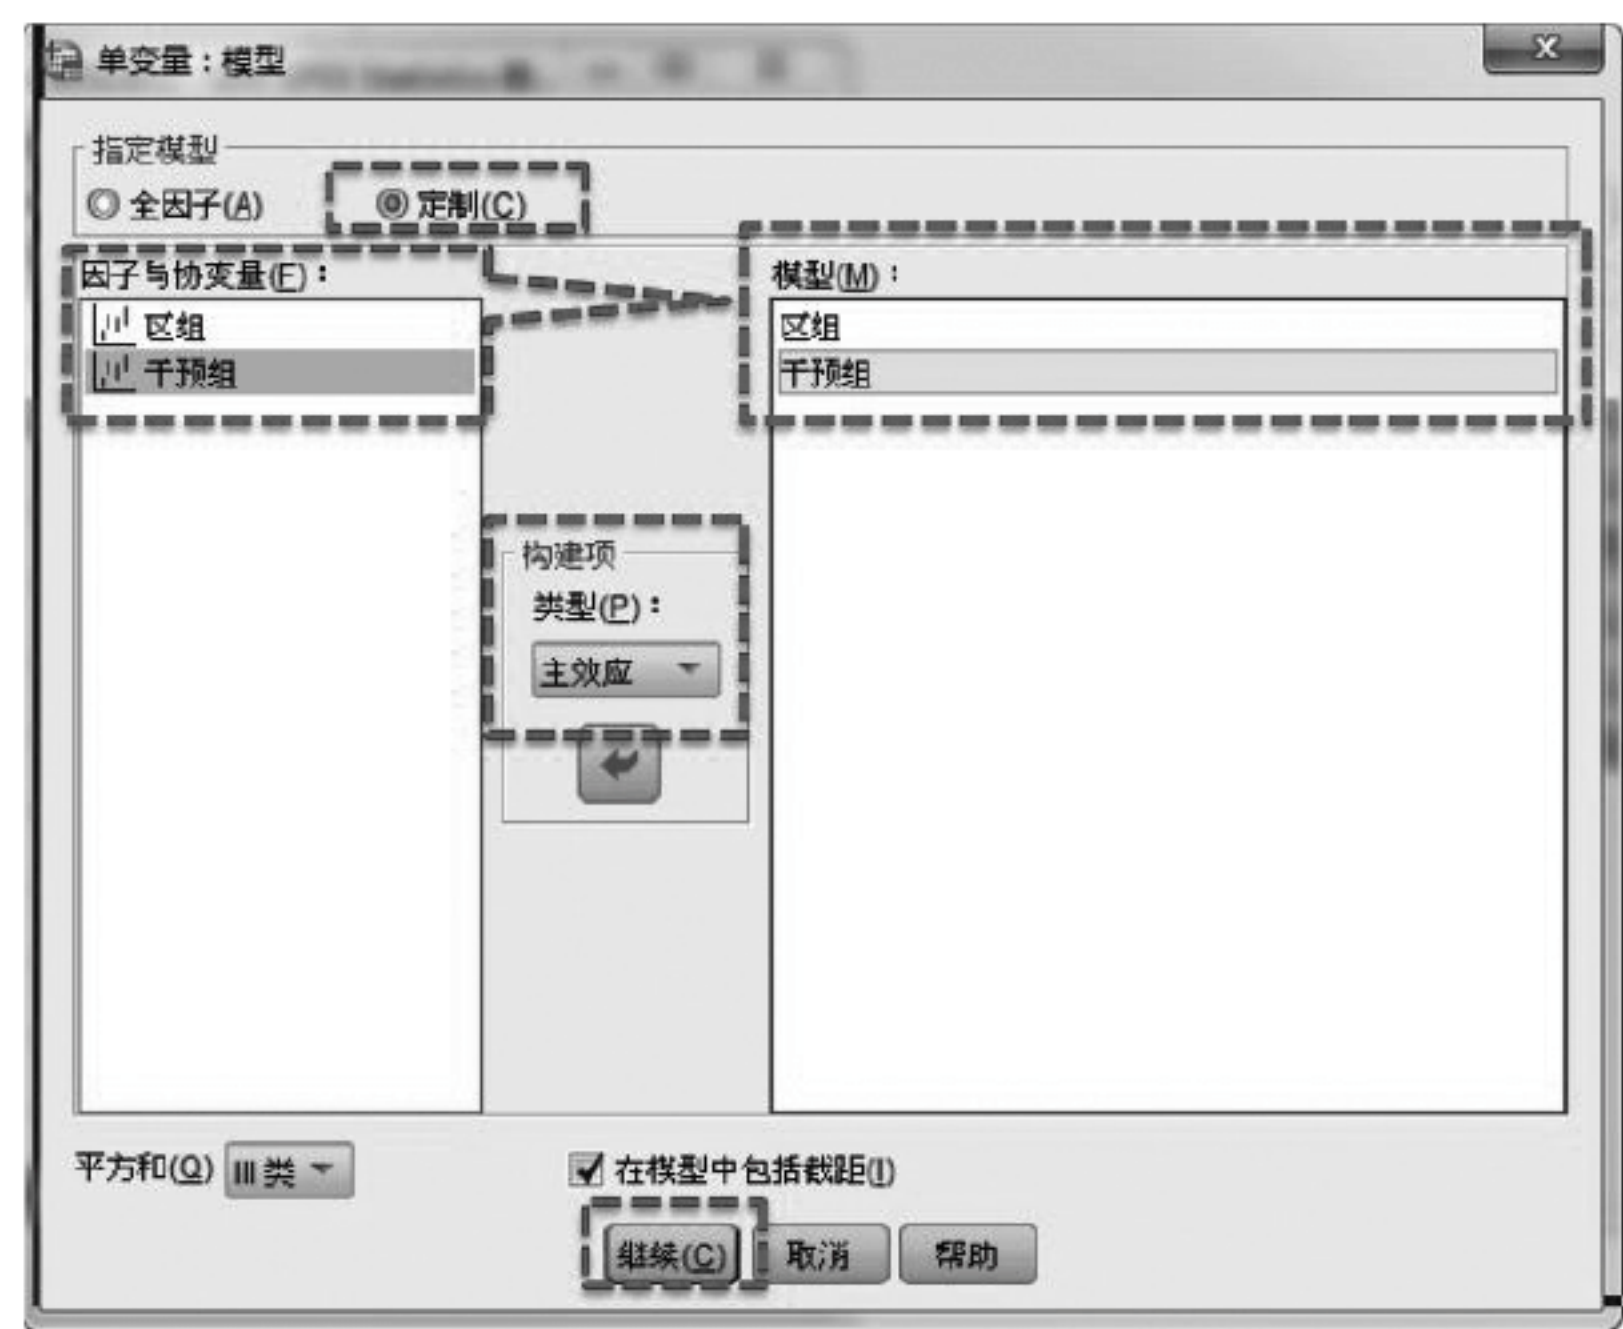 单变量：模型
X
指定模型
全因子(A)
定制(C)
因子与协变量(F)：
区组
干预组
模型(M)：
区组
干预组
构建项
类型(P)：
主效应
平方和(Q)
III 类
在模型中包括截距(I)
继续(C)
取消
帮助